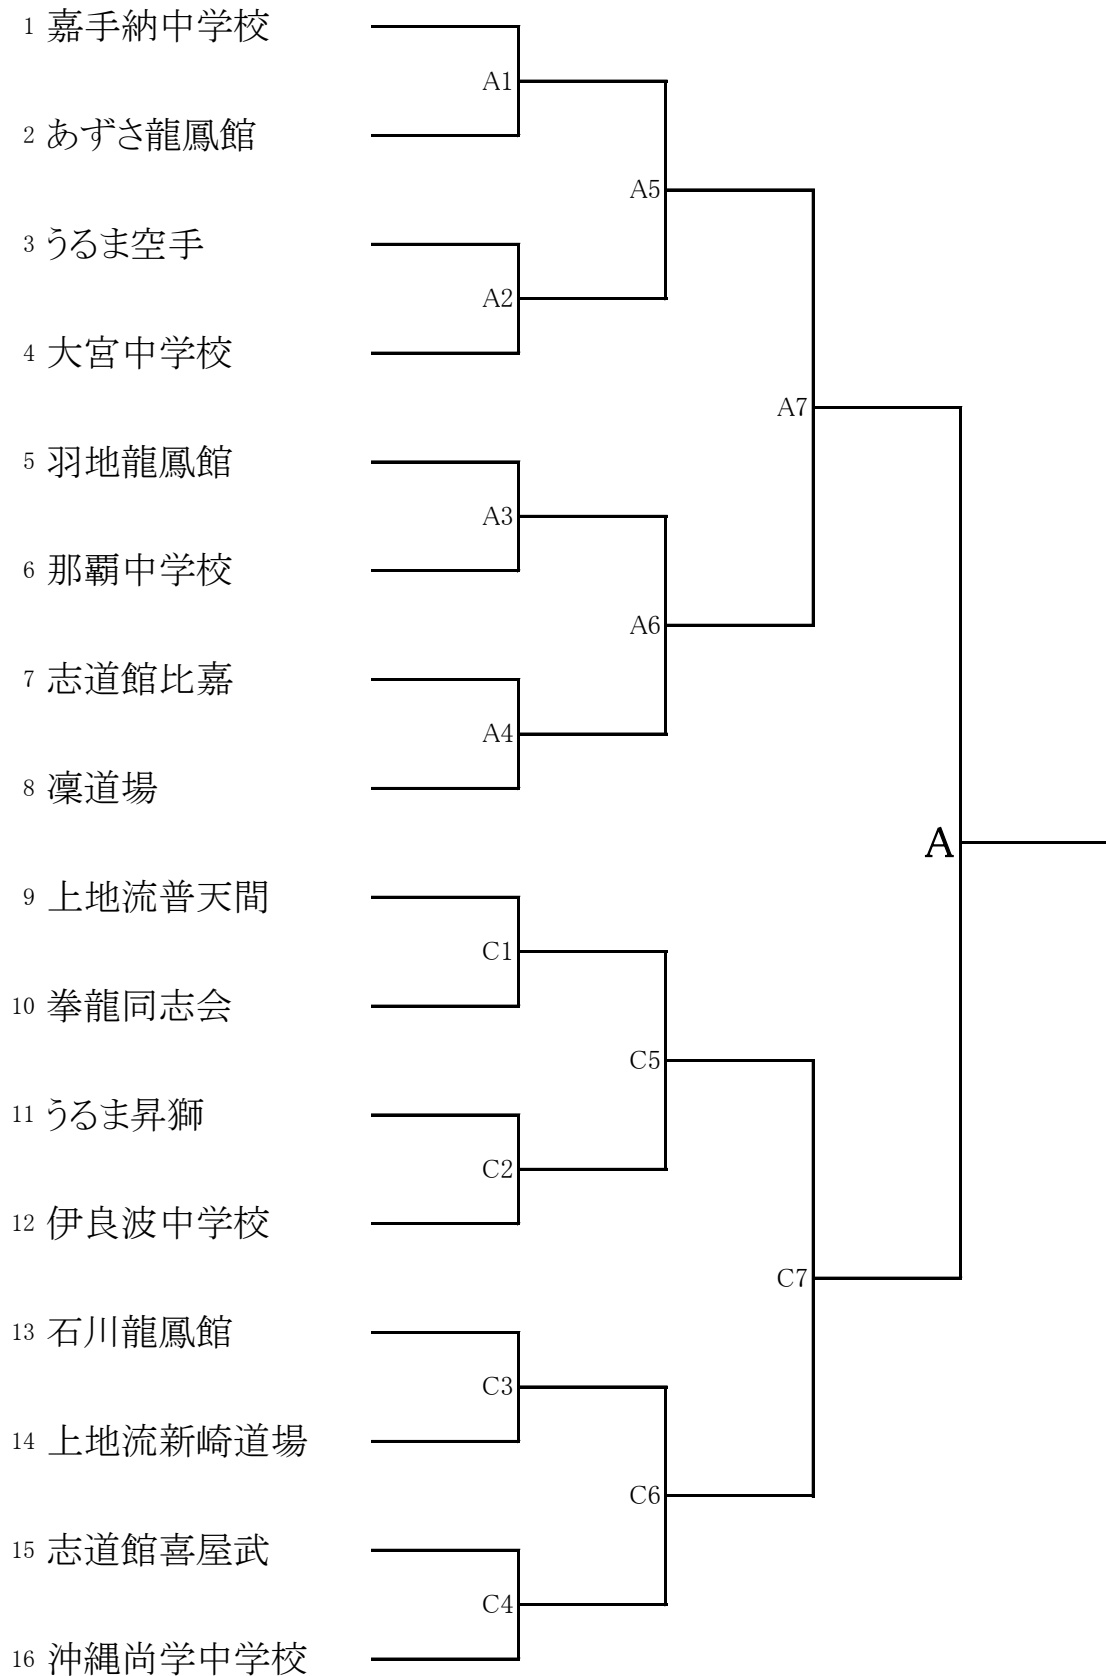 1 嘉手納中学校
A1
2 あずさ龍鳳館
A5
3 うるま空手
A2
4 大宮中学校
A7
5 羽地龍鳳館
A3
6 那覇中学校
A6
7 志道館比嘉
A4
8 凜道場
A
9 上地流普天間
C1
10 拳龍同志会
C5
11 うるま昇獅
C2
12 伊良波中学校
C7
13 石川龍鳳館
C3
14 上地流新崎道場
C6
15 志道館喜屋武
C4
16 沖縄尚学中学校